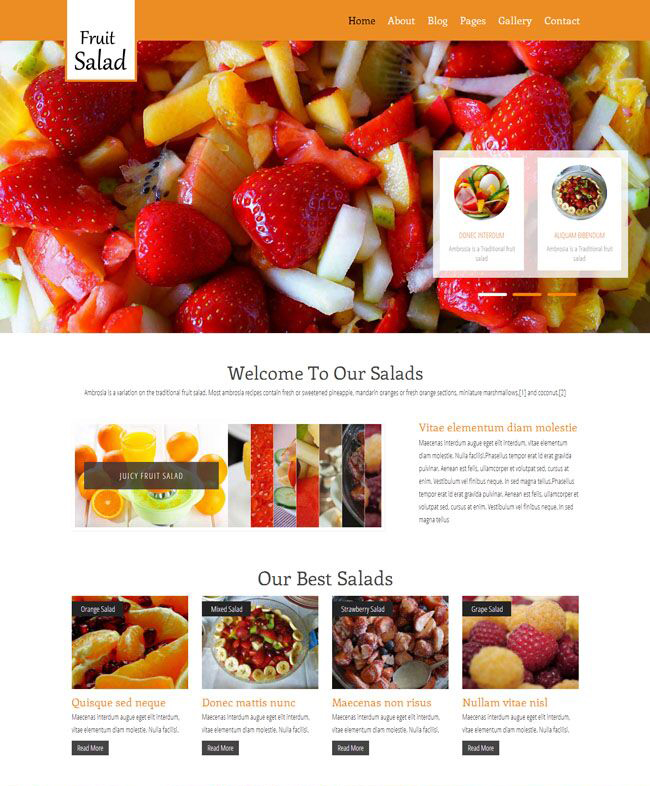 Fruit
Salad
Home About Blog Pages Gallery Contact
DONEC INTERDUM
Ambrossia is a Traditional fruit
salad
ALIQUAM BIBENDUM
Ambrossia is a Traditional fruit
salad
Welcome To Our Salads
Ambrosia is a variation on the traditional fruit salad. Most ambrosia recipes contain fresh or sweetened pineapple, mandarin oranges or fresh orange sections, miniature marshmallows,[1] and coconut.[2]
JUICY FRUIT SALAD
Vitae elementum diam molestie
Maecenas interdum augue eget elit interdum, vitae elementum
diam molestie. Nulla facilisi.Phasellus tempor erat id erat gravida
pulvinar. Aenean est felis, ullamcorper et volutpat sed, cursus at
enim. Vestibulum vel finibus neque. In sed magna tellus.Phasellus
tempor erat id erat gravida pulvinar. Aenean est felis, ullamcorper et
volutpat sed, cursus at enim. Vestibulum vel finibus neque. In sed
magna tellus
Our Best Salads
Orange Salad
Mixed Salad
Strawberry Salad
Grape Salad
Quisque sed neque
Maecenas interdum augue eget elit interdum,
vitae elementum diam molestie. Nulla facilisi.
Read More
Donec mattis nunc
Maecenas interdum augue eget elit interdum,
vitae elementum diam molestie. Nulla facilisi.
Read More
Maecenas non risus
Maecenas interdum augue eget elit interdum,
vitae elementum diam molestie. Nulla facilisi.
Read More
Nullam vitae nisl
Maecenas interdum augue eget elit interdum,
vitae elementum diam molestie. Nulla facilisi.
Read More